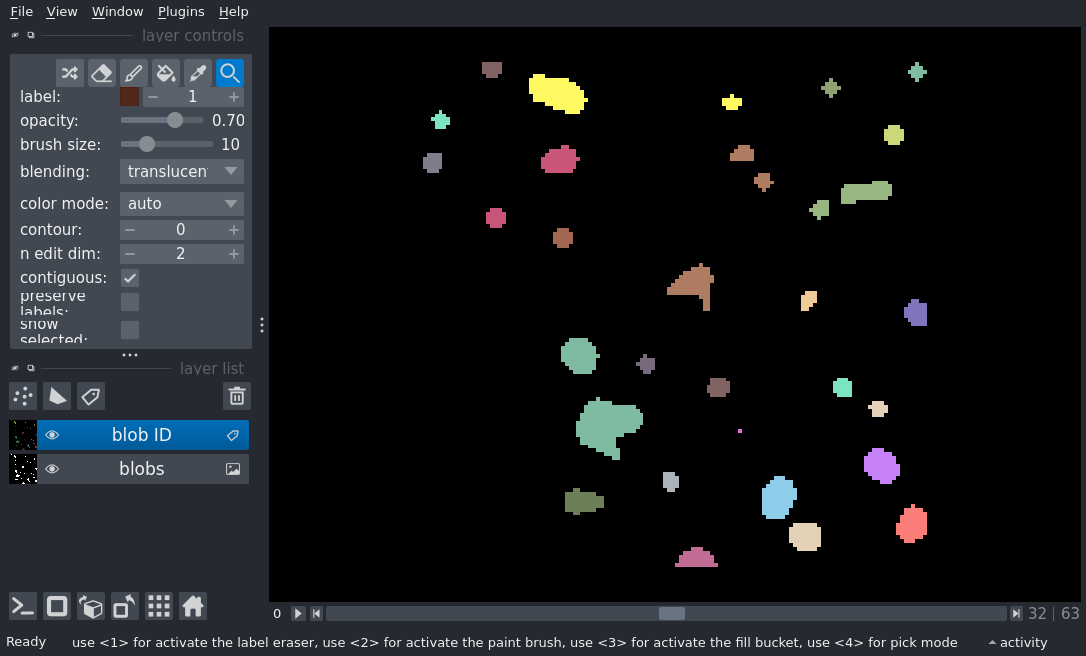 File View Window Plugins Help
layer controls
label: 1
opacity: 0.70
brush size: 10
blending: translucen
color mode: auto
contour: 0
n edit dim: 2
contiguous:
preserve
labels:
show
selected:
layer list
blob ID
blobs
0 32 63
Ready use <1> for activate the label eraser, use <2> for activate the paint brush, use <3> for activate the fill bucket, use <4> for pick mode activity